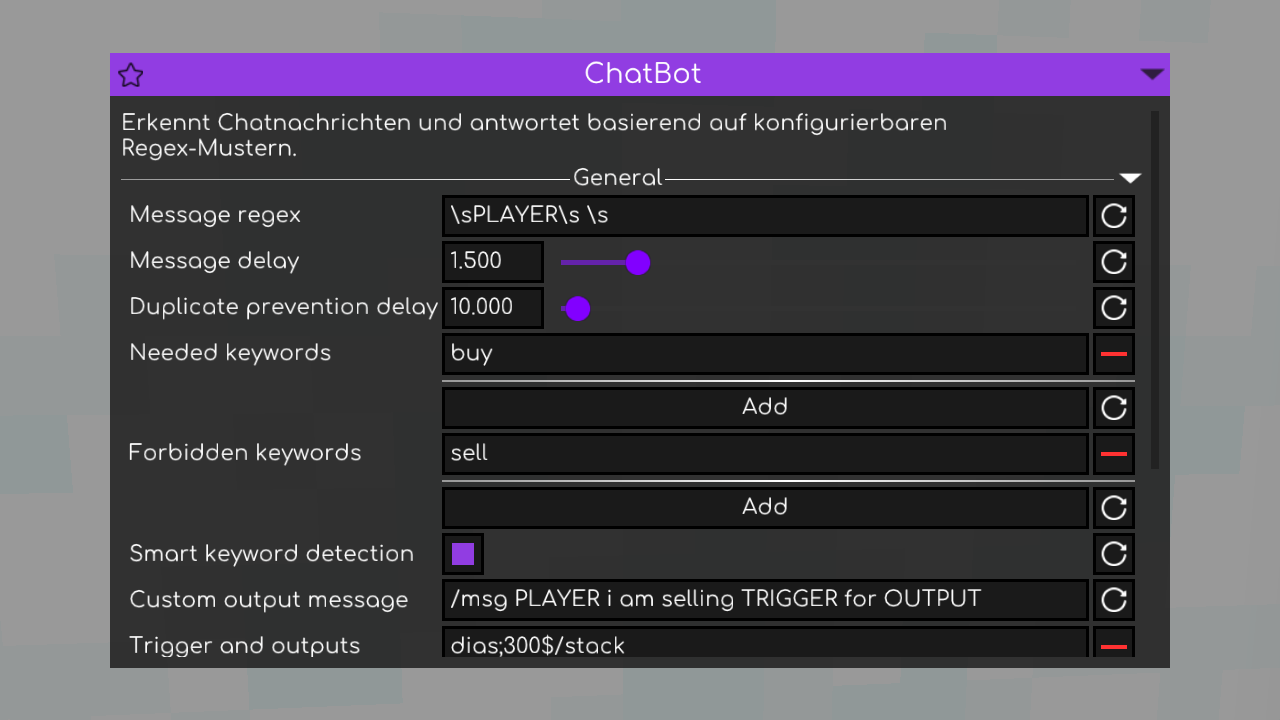 ChatBot
Erkennt Chatnachrichten und antwortet basierend auf konfigurierbaren
Regex-Mustern.
General
Message regex \sPLAYER\s \s
Message delay 1.500
Duplicate prevention delay 10.000
Needed keywords buy
Add
Forbidden keywords sell
Add
Smart keyword detection
Custom output message /msg PLAYER i am selling TRIGGER for OUTPUT
Trigger and outputs dias;300$/stack